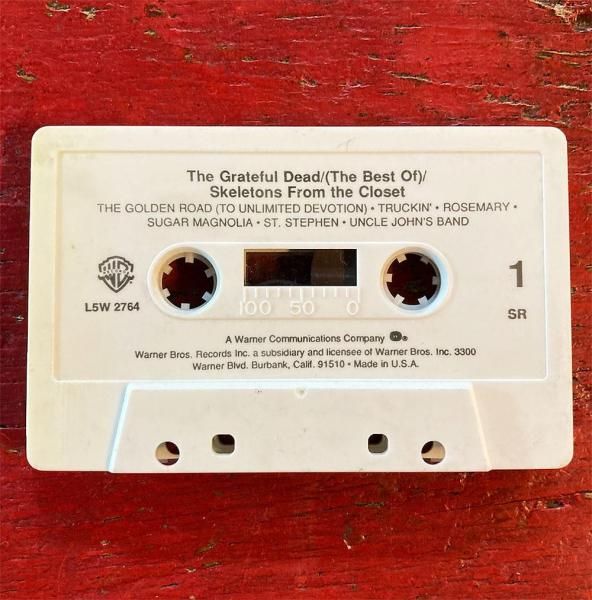 The Grateful Dead/(The Best Of)/
Skeletons From the Closet
THE GOLDEN ROAD (TO UNLIMITED DEVOTION) • TRUCKIN' • ROSEMARY •
SUGAR MAGNOLIA • ST. STEPHEN • UNCLE JOHN'S BAND
L5W 2764
100 50 0
1
SR
A Warner Communications Company ®
Warner Bros. Records Inc. a subsidiary and licensee of Warner Bros. Inc. 3300
Warner Blvd. Burbank, Calif. 91510 • Made in U.S.A.